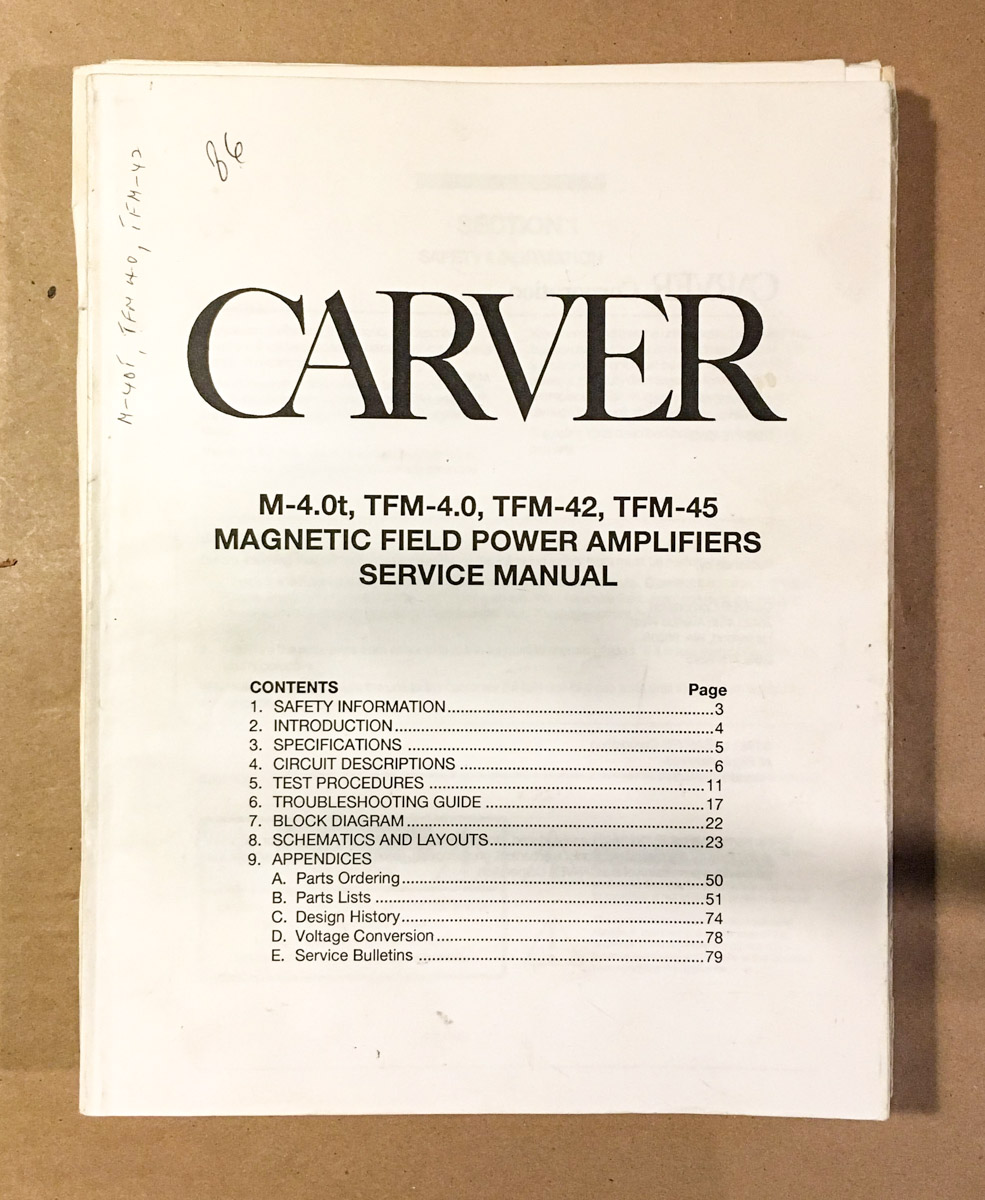 M-40T, TFM 40, TFM-42
CARVER
M-4.0t, TFM-4.0, TFM-42, TFM-45
MAGNETIC FIELD POWER AMPLIFIERS
SERVICE MANUAL
CONTENTS Page
1. SAFETY INFORMATION 3
2. INTRODUCTION 4
3. SPECIFICATIONS 5
4. CIRCUIT DESCRIPTIONS 6
5. TEST PROCEDURES 11
6. TROUBLESHOOTING GUIDE 17
7. BLOCK DIAGRAM 22
8. SCHEMATICS AND LAYOUTS 23
9. APPENDICES
A. Parts Ordering 50
B. Parts Lists 51
C. Design History 74
D. Voltage Conversion 78
E. Service Bulletins 79